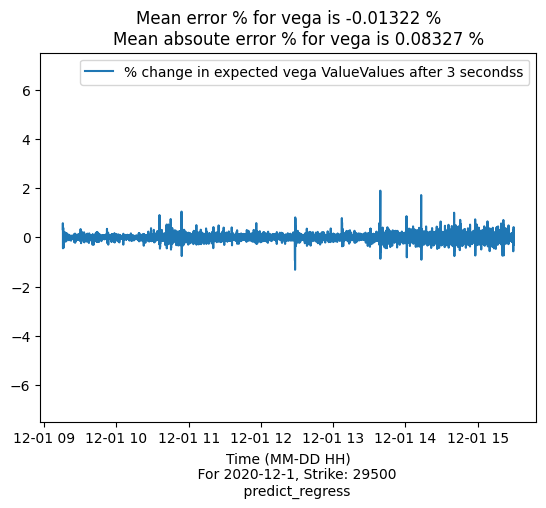 Mean error % for vega is -0.01322 %
Mean absoute error % for vega is 0.08327 %
% change in expected vega ValueValues after 3 secondss
6
4
2
0
−2
−4
−6
12-01 09 12-01 10 12-01 11 12-01 12 12-01 13 12-01 14 12-01 15
Time (MM-DD HH)
For 2020-12-1, Strike: 29500
predict_regress